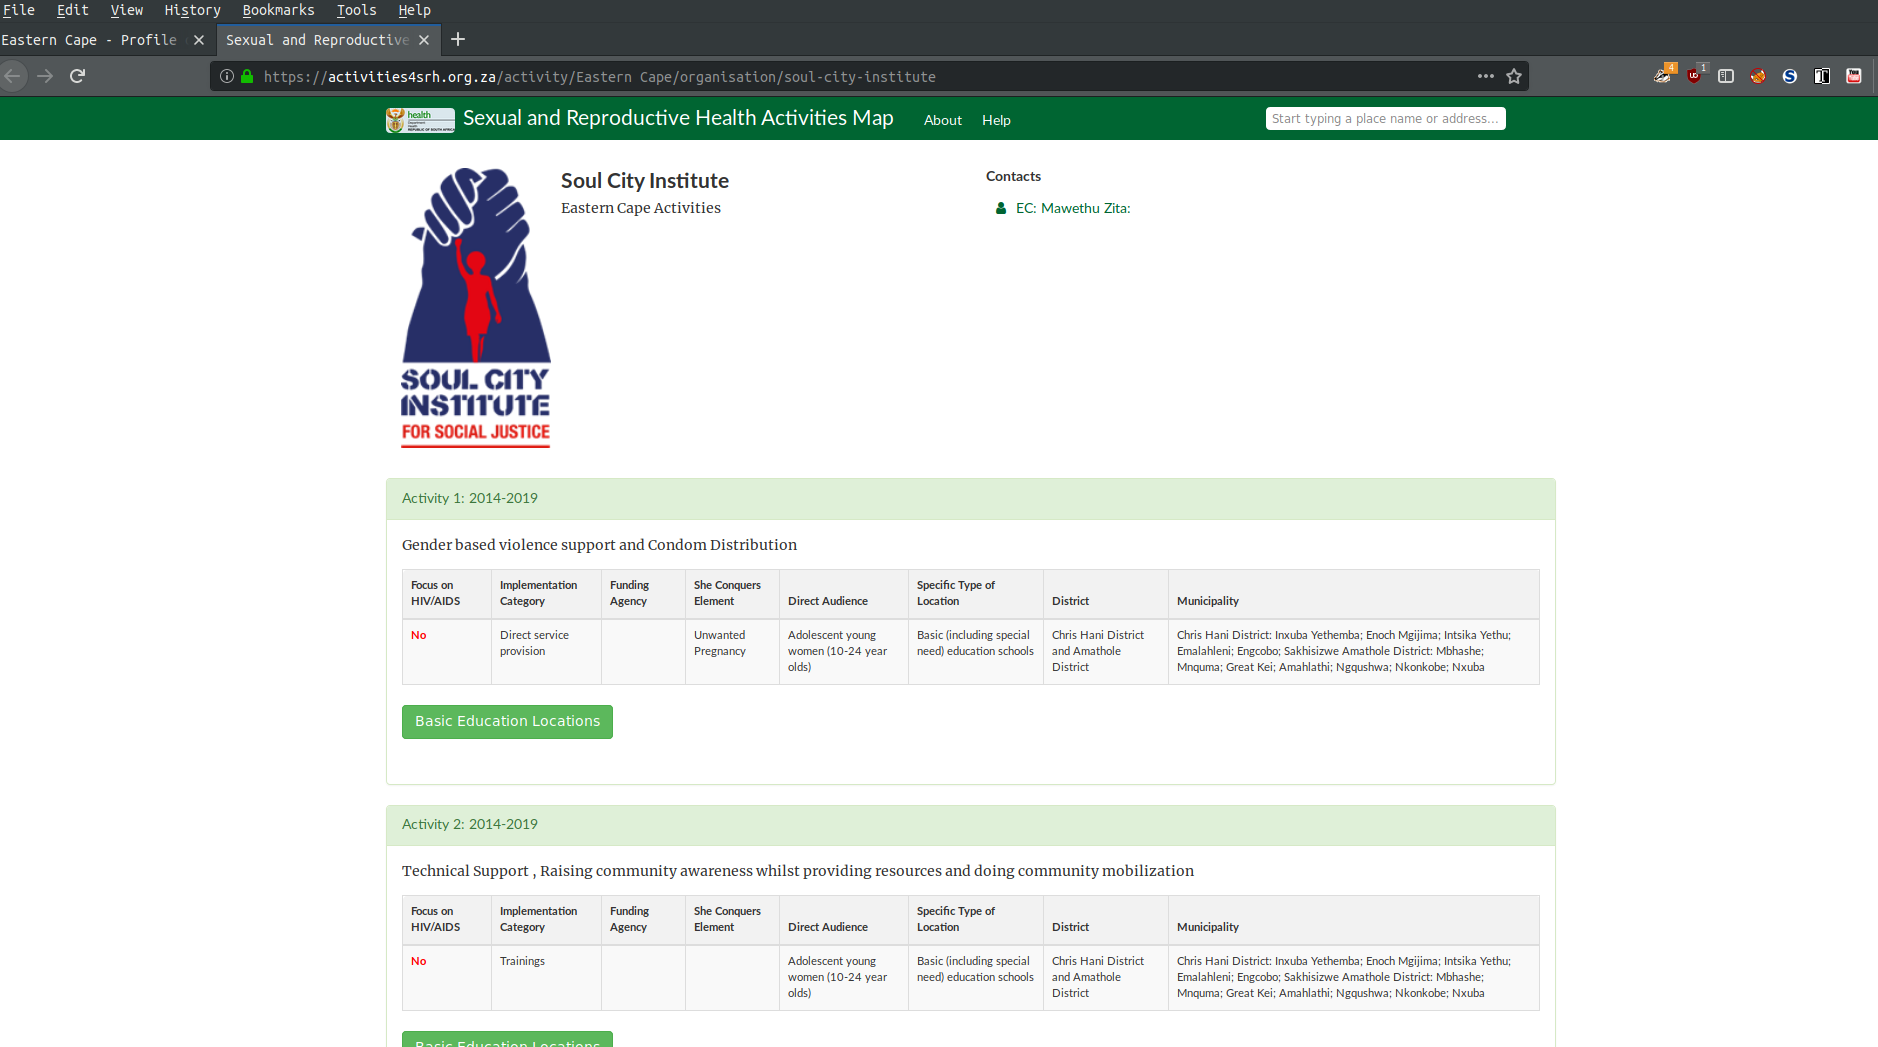 File Edit View History Bookmarks Tools Help
Eastern Cape - Profile
Sexual and Reproductive
https://activities4srh.org.za/activity/Eastern Cape/organisation/soul-city-institute
4
1
health
Department:
Health
REPUBLIC OF SOUTH AFRICA
Sexual and Reproductive Health Activities Map
About
Help
Start typing a place name or address...
SOUL CITY
INSTITUTE
FOR SOCIAL JUSTICE
Soul City Institute
Eastern Cape Activities
Contacts
EC: Mawethu Zita:
Activity 1: 2014-2019
Gender based violence support and Condom Distribution
Focus on
HIV/AIDS
Implementation
Category
Funding
Agency
She Conquers
Element
Direct Audience
Specific Type of
Location
District
Municipality
No
Direct service
provision
Unwanted
Pregnancy
Adolescent young
women (10-24 year
olds)
Basic (including special
need) education schools
Chris Hani District
and Amathole
District
Chris Hani District: Inxuba Yethemba; Enoch Mgijima; Intsika Yethu;
Emalahleni; Engcobo; Sakhisizwe Amathole District: Mbhashe;
Mnquma; Great Kei; Amahlathi; Ngqushwa; Nkonkobe; Nxuba
Basic Education Locations
Activity 2: 2014-2019
Technical Support , Raising community awareness whilst providing resources and doing community mobilization
Focus on
HIV/AIDS
Implementation
Category
Funding
Agency
She Conquers
Element
Direct Audience
Specific Type of
Location
District
Municipality
No
Trainings
Adolescent young
women (10-24 year
olds)
Basic (including special
need) education schools
Chris Hani District
and Amathole
District
Chris Hani District: Inxuba Yethemba; Enoch Mgijima; Intsika Yethu;
Emalahleni; Engcobo; Sakhisizwe Amathole District: Mbhashe;
Mnquma; Great Kei; Amahlathi; Ngqushwa; Nkonkobe; Nxuba
Basic Education Locations